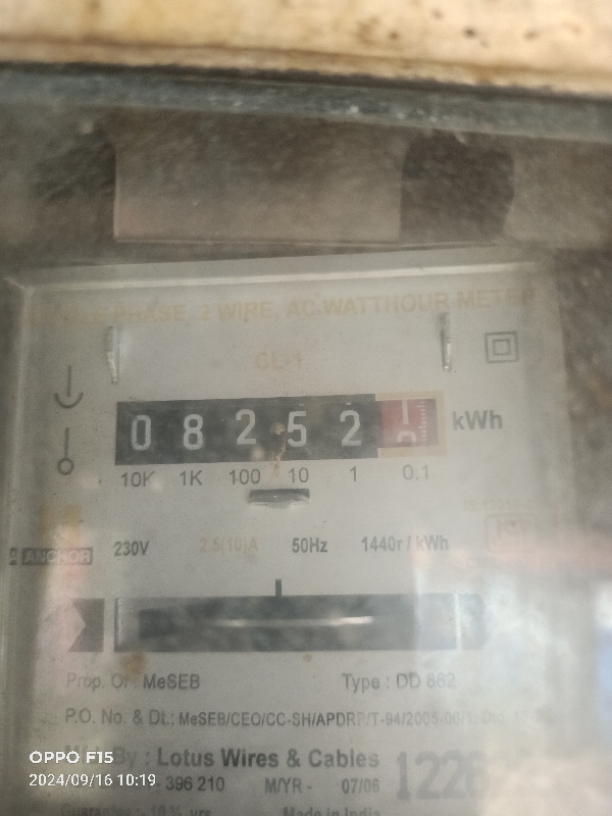 PHASE, 2 WIRE, AC WATTHOUR METER
CL-1
0 8 2 5 2 kWh
10K 1K 100 10 1 0.1
ANCHOR 230V 2.5(10)A 50Hz 1440r / kWh
Prop. Of : MeSEB Type : DD 862
P.O. No. & Dt.: MeSEB/CEO/CC-SH/APDRP/T-94/2005-06/
By : Lotus Wires & Cables
396 210 M/YR - 07/06
Made in India
OPPO F15
2024/09/16 10:19